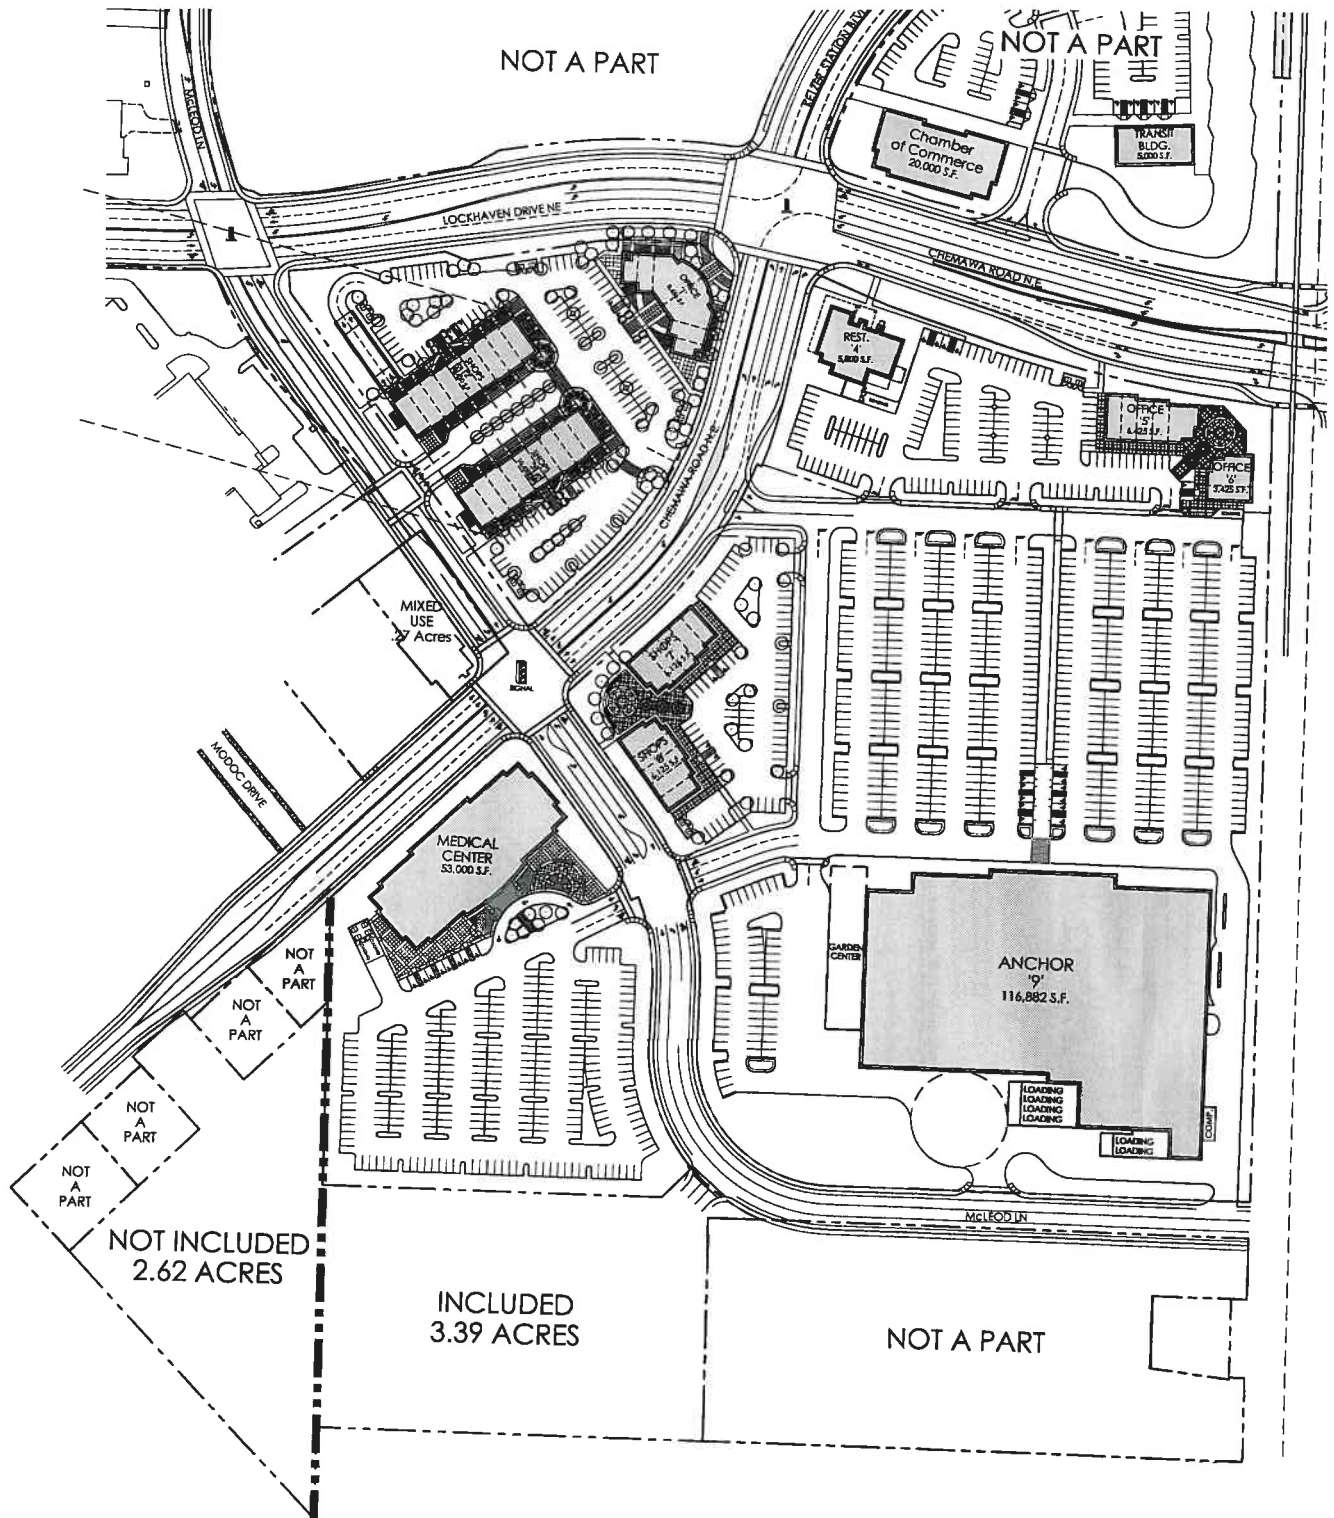 NOT A PART
NOT A PART
McLEOD LN
Chamber
of Commerce
20,000 S.F.
TRANSIT
BLDG.
5,000 S.F.
LOCKHAVEN DRIVE NE
CHEMAWA ROAD N.E.
OFFICE
REST.
'4'
5,800 S.F.
OFFICE
'5'
OFFICE
'6'
5,425 S.F.
CHEMAWA ROAD N.E.
MIXED
USE
.27 Acres
SIGNAL
SHOPS
'7'
SHOPS
'8'
MODOC DRIVE
MEDICAL
CENTER
53,000 S.F.
GARDEN
CENTER
ANCHOR
'9'
116,882 S.F.
NOT
A
PART
NOT
A
PART
NOT
A
PART
NOT
A
PART
LOADING
LOADING
LOADING
LOADING
LOADING
LOADING
COMP.
McLEOD LN
NOT INCLUDED
2.62 ACRES
INCLUDED
3.39 ACRES
NOT A PART